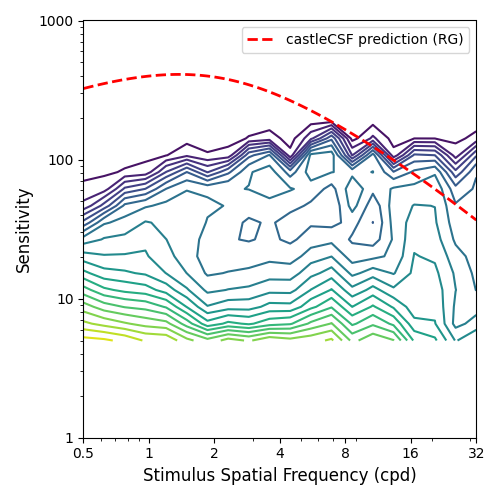 1000
castleCSF prediction (RG)
100
Sensitivity
10
1
0.5 1 2 4 8 16 32
Stimulus Spatial Frequency (cpd)